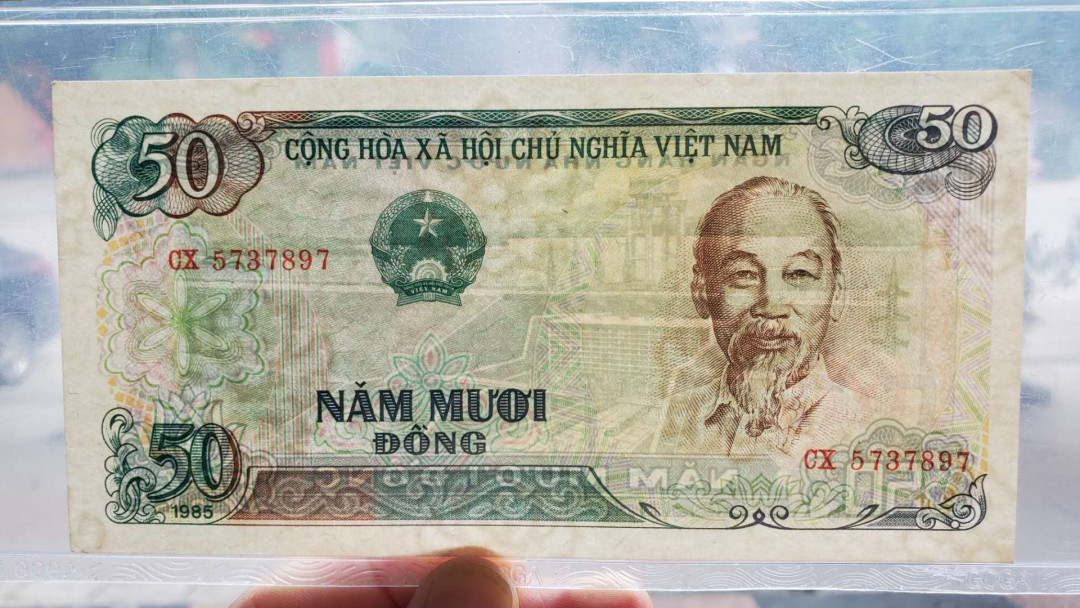 50
50
CỘNG HÒA XÃ HỘI CHỦ NGHĨA VIỆT NAM
CX 5737897
VIỆT NAM
NĂM MƯƠI
ĐỒNG
CX 5737897
50
1985